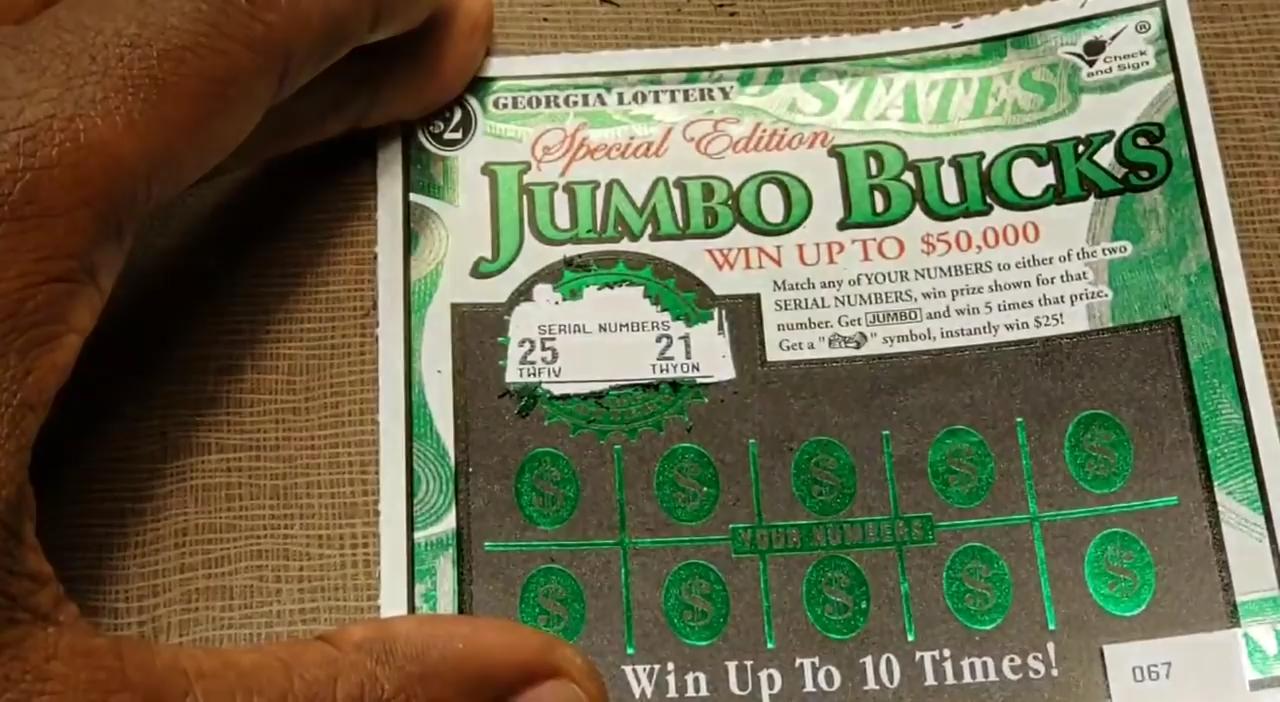 STATES
Check
and Sign
®
$2
GEORGIA LOTTERY
Special Edition
JUMBO BUCKS
WIN UP TO $50,000
Match any of YOUR NUMBERS to either of the two
SERIAL NUMBERS, win prize shown for that
number. Get JUMBO and win 5 times that prize.
Get a " " symbol, instantly win $25!
SERIAL NUMBERS
25 21
TWFIV TWYON
$ $ $ $ $
YOUR NUMBERS
$ $ $ $ $
Win Up To 10 Times!
067